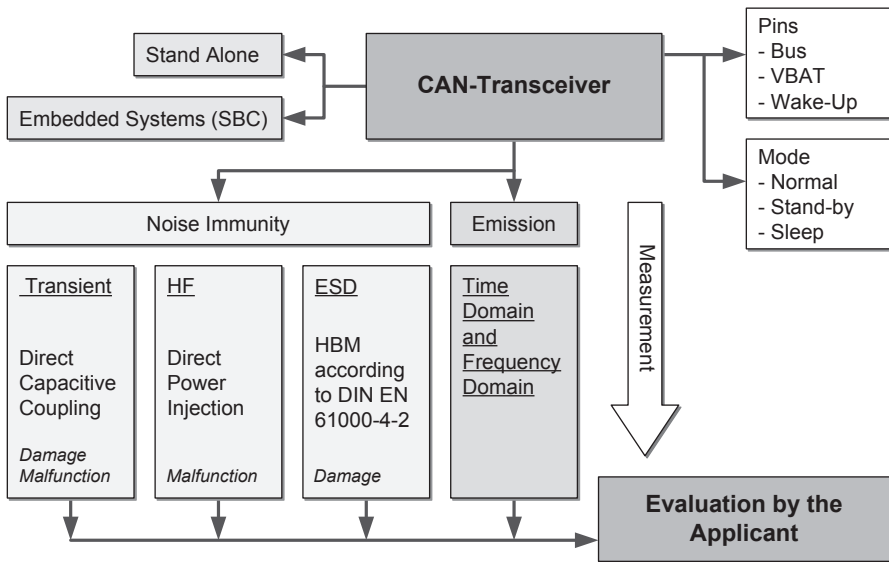 Stand Alone
Embedded Systems (SBC)
CAN-Transceiver
Pins
- Bus
- VBAT
- Wake-Up
Mode
- Normal
- Stand-by
- Sleep
Noise Immunity
Emission
Transient
Direct
Capacitive
Coupling
Damage
Malfunction
HF
Direct
Power
Injection
Malfunction
ESD
HBM
according
to DIN EN
61000-4-2
Damage
Time
Domain
and
Frequency
Domain
Measurement
Evaluation by the
Applicant